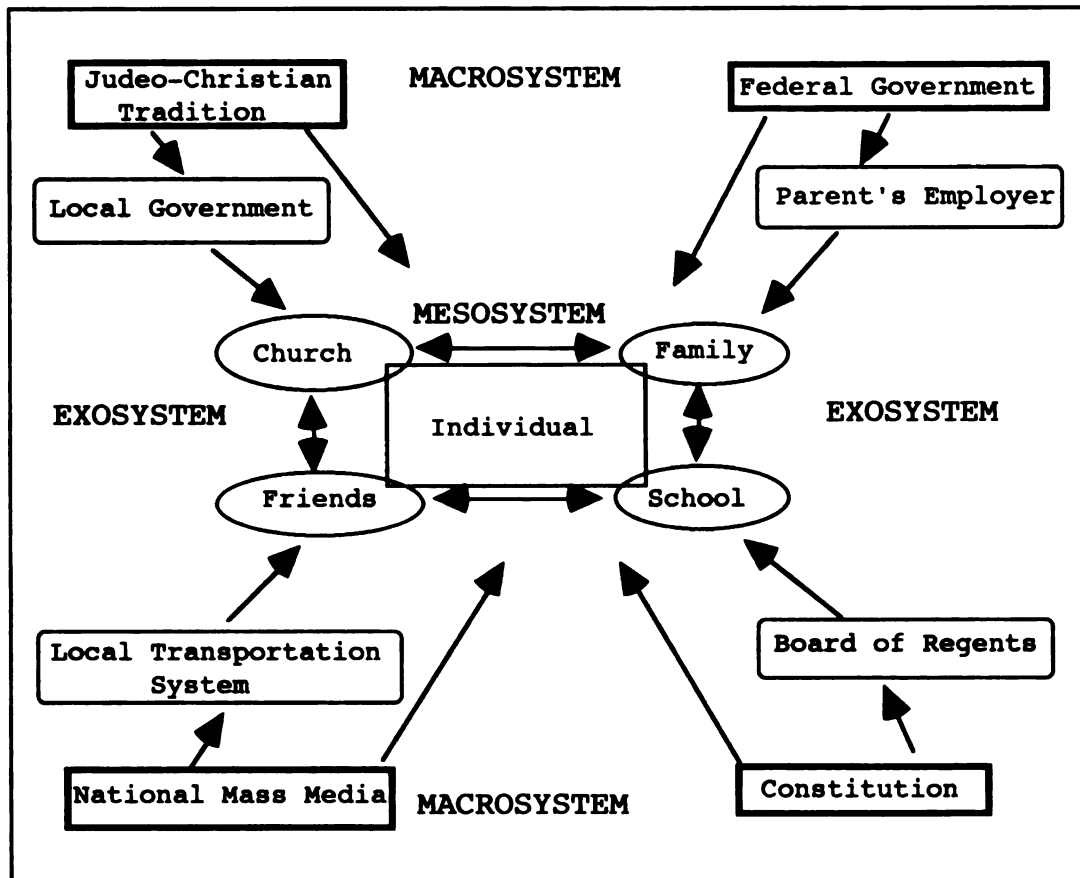 Judeo-Christian
Tradition
MACROSYSTEM
Federal Government
Local Government
Parent's Employer
MESOSYSTEM
Church
Family
EXOSYSTEM
Individual
EXOSYSTEM
Friends
School
Local Transportation
System
Board of Regents
National Mass Media
MACROSYSTEM
Constitution